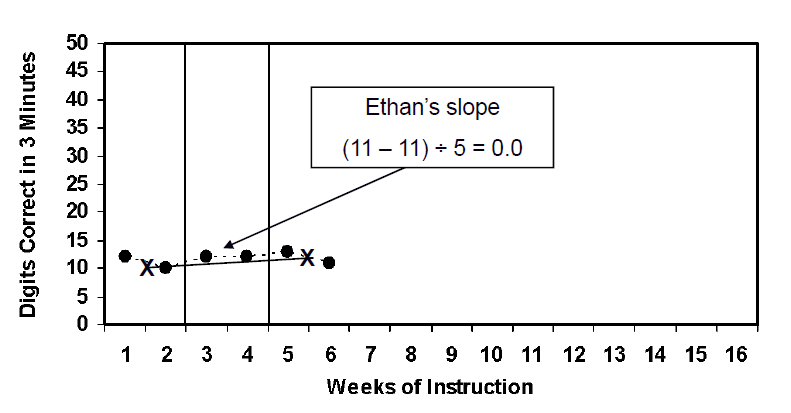 50
45
40
35
30
25
20
15
10
5
0
Digits Correct in 3 Minutes
Ethan's slope
(11 – 11) ÷ 5 = 0.0
X
X
1 2 3 4 5 6 7 8 9 10 11 12 13 14 15 16
Weeks of Instruction